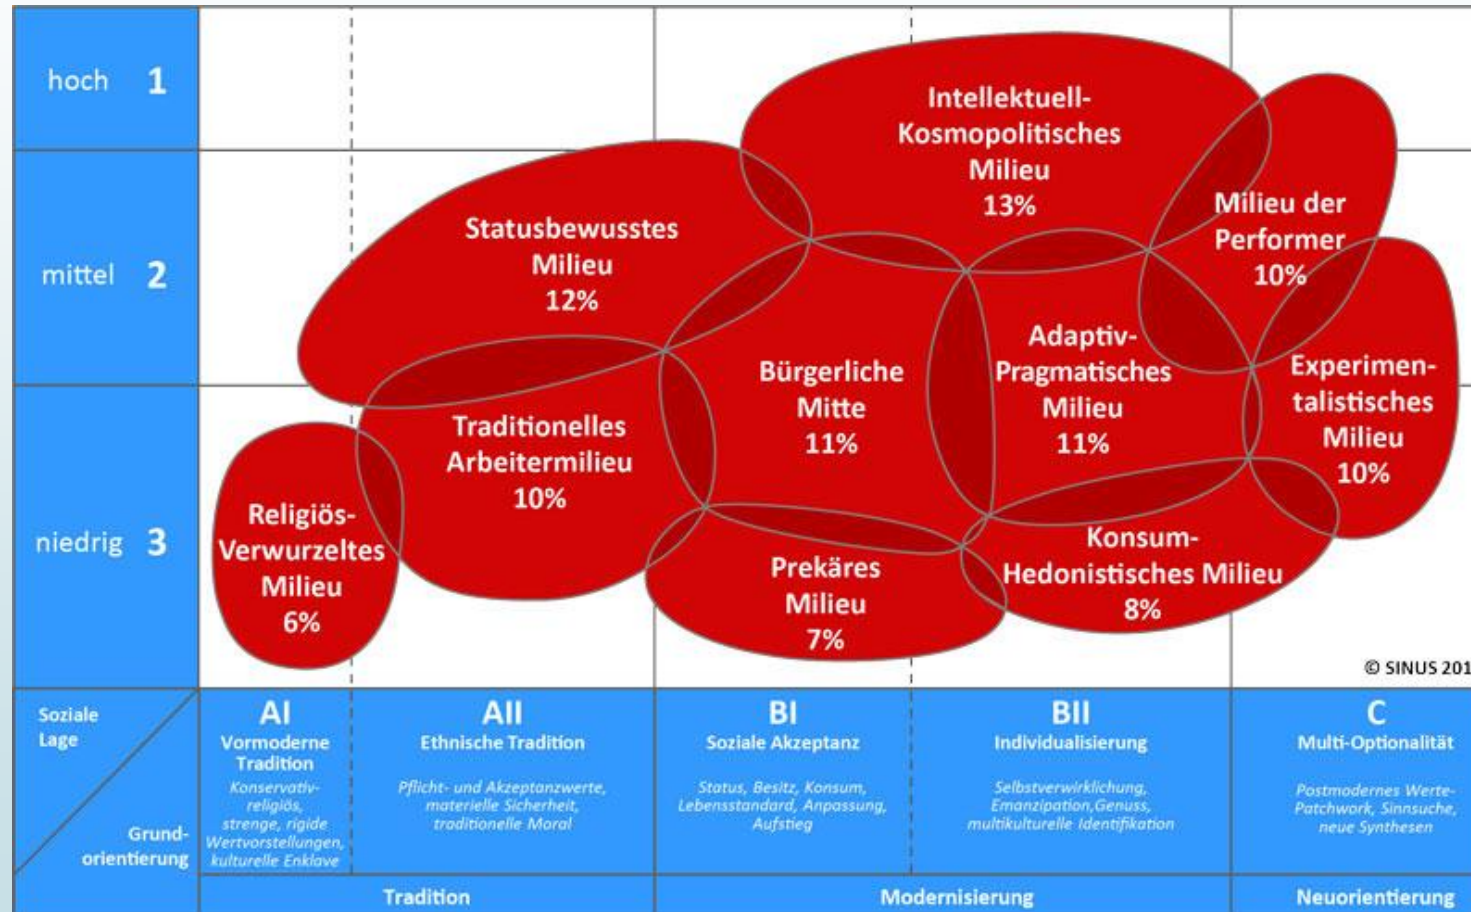 hoch 1
mittel 2
niedrig 3
Intellektuell-
Kosmopolitisches
Milieu
13%
Milieu der
Performer
10%
Statusbewusstes
Milieu
12%
Adaptiv-
Pragmatisches
Milieu
11%
Bürgerliche
Mitte
11%
Experimen-
talistisches
Milieu
10%
Traditionelles
Arbeitermilieu
10%
Religiös-
Verwurzeltes
Milieu
6%
Prekäres
Milieu
7%
Konsum-
Hedonistisches Milieu
8%
© SINUS 201
Soziale
Lage
Grund-
orientierung
AI
Vormoderne
Tradition
Konservativ-
religiös,
strenge, rigide
Wertvorstellungen,
kulturelle Enklave
AII
Ethnische Tradition
Pflicht- und Akzeptanzwerte,
materielle Sicherheit,
traditionelle Moral
BI
Soziale Akzeptanz
Status, Besitz, Konsum,
Lebensstandard, Anpassung,
Aufstieg
BII
Individualisierung
Selbstverwirklichung,
Emanzipation,Genuss,
multikulturelle Identifikation
C
Multi-Optionalität
Postmodernes Werte-
Patchwork, Sinnsuche,
neue Synthesen
Tradition
Modernisierung
Neuorientierung